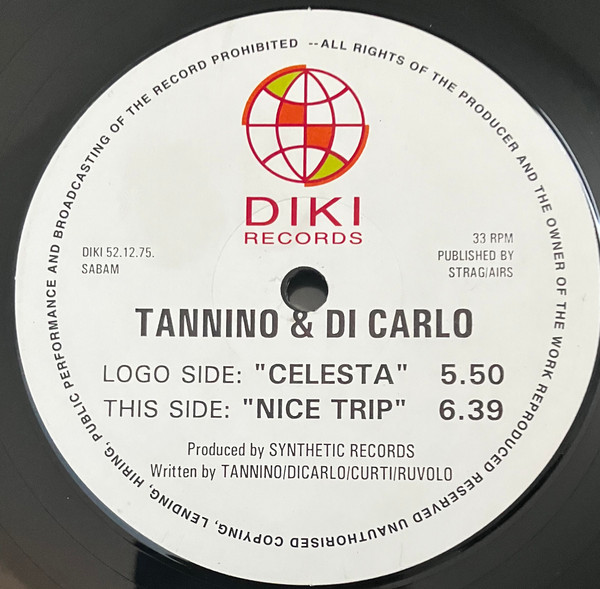 --ALL RIGHTS OF THE PRODUCER AND THE OWNER OF THE WORK REPRODUCED RESERVED UNAUTHORISED COPYING, LENDING, HIRING, PUBLIC PERFORMANCE AND BROADCASTING OF THE RECORD PROHIBITED
DIKI
RECORDS
DIKI 52.12.75.
SABAM
33 RPM
PUBLISHED BY
STRAG/AIRS
TANNINO & DI CARLO
LOGO SIDE: "CELESTA" 5.50
THIS SIDE: "NICE TRIP" 6.39
Produced by SYNTHETIC RECORDS
Written by TANNINO/DICARLO/CURTI/RUVOLO